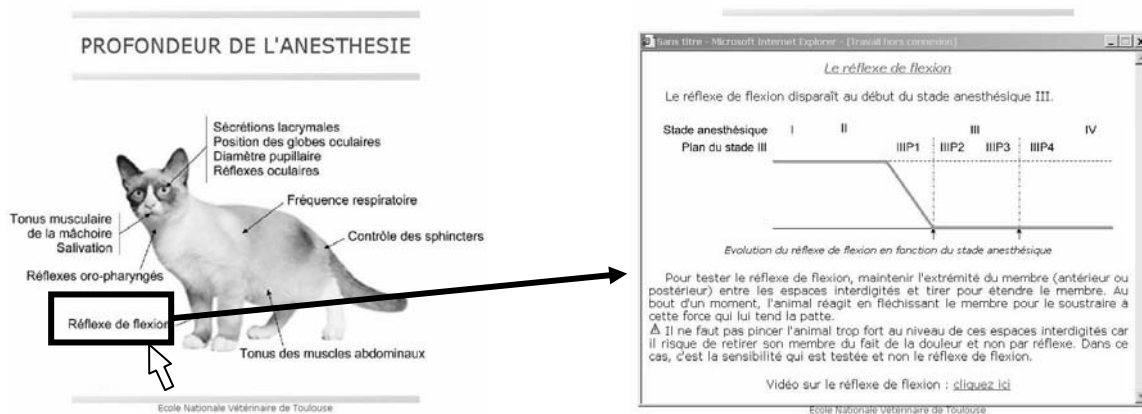 PROFONDEUR DE L'ANESTHESIE
Sécrétions lacrymales
Position des globes oculaires
Diamètre pupillaire
Réflexes oculaires
Fréquence respiratoire
Tonus musculaire
de la mâchoire
Salivation
Contrôle des sphincters
Réflexes oro-pharyngés
Réflexe de flexion
Tonus des muscles abdominaux
Ecole Nationale Vétérinaire de Toulouse
Sans titre - Microsoft Internet Explorer - [Travail hors connexion]
Le réflexe de flexion
Le réflexe de flexion disparaît au début du stade anesthésique III.
Stade anesthésique I II III IV
Plan du stade III IIIP1 IIIP2 IIIP3 IIIP4
Evolution du réflexe de flexion en fonction du stade anesthésique
Pour tester le réflexe de flexion, maintenir l'extrémité du membre (antérieur ou
postérieur) entre les espaces interdigités et tirer pour étendre le membre. Au
bout d'un moment, l'animal réagit en fléchissant le membre pour le soustraire à
cette force qui lui tend la patte.
⚠ Il ne faut pas pincer l'animal trop fort au niveau de ces espaces interdigités car
il risque de retirer son membre du fait de la douleur et non par réflexe. Dans ce
cas, c'est la sensibilité qui est testée et non le réflexe de flexion.
Vidéo sur le réflexe de flexion : cliquez ici
Ecole Nationale Vétérinaire de Toulouse